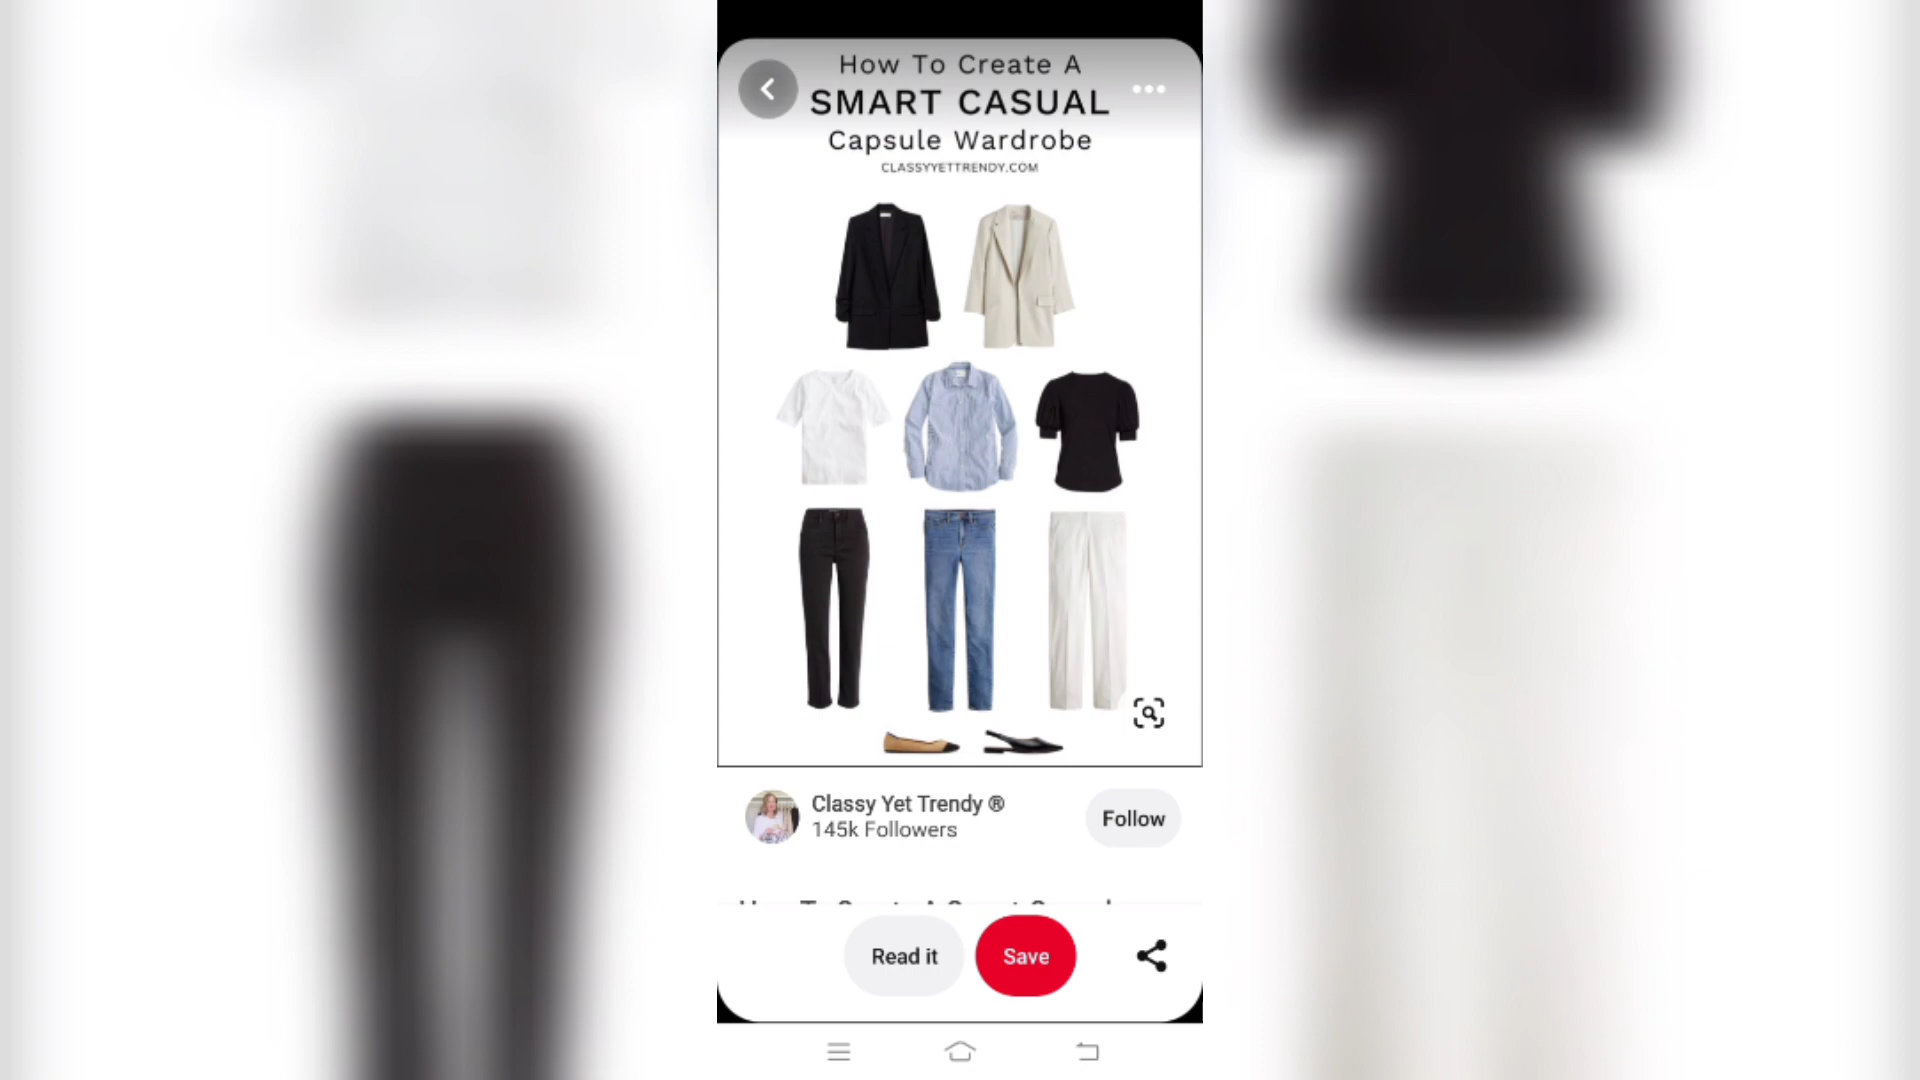 How To Create A
SMART CASUAL
Capsule Wardrobe
CLASSYYETTRENDY.COM
Classy Yet Trendy ®
145k Followers
Follow
Read it
Save